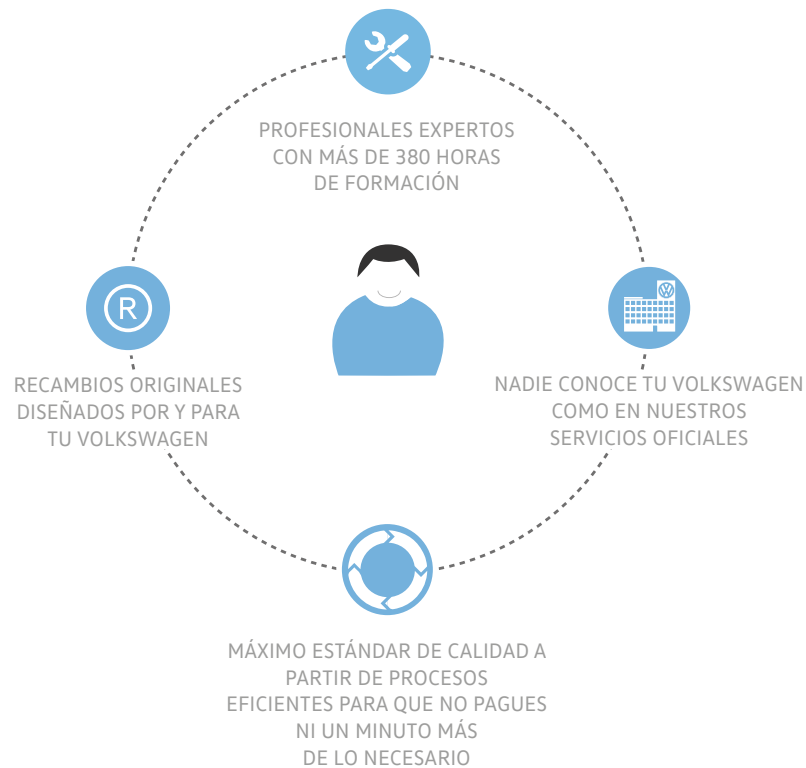 PROFESIONALES EXPERTOS
CON MÁS DE 380 HORAS
DE FORMACIÓN
R
RECAMBIOS ORIGINALES
DISEÑADOS POR Y PARA
TU VOLKSWAGEN
VW
NADIE CONOCE TU VOLKSWAGEN
COMO EN NUESTROS
SERVICIOS OFICIALES
MÁXIMO ESTÁNDAR DE CALIDAD A
PARTIR DE PROCESOS
EFICIENTES PARA QUE NO PAGUES
NI UN MINUTO MÁS
DE LO NECESARIO